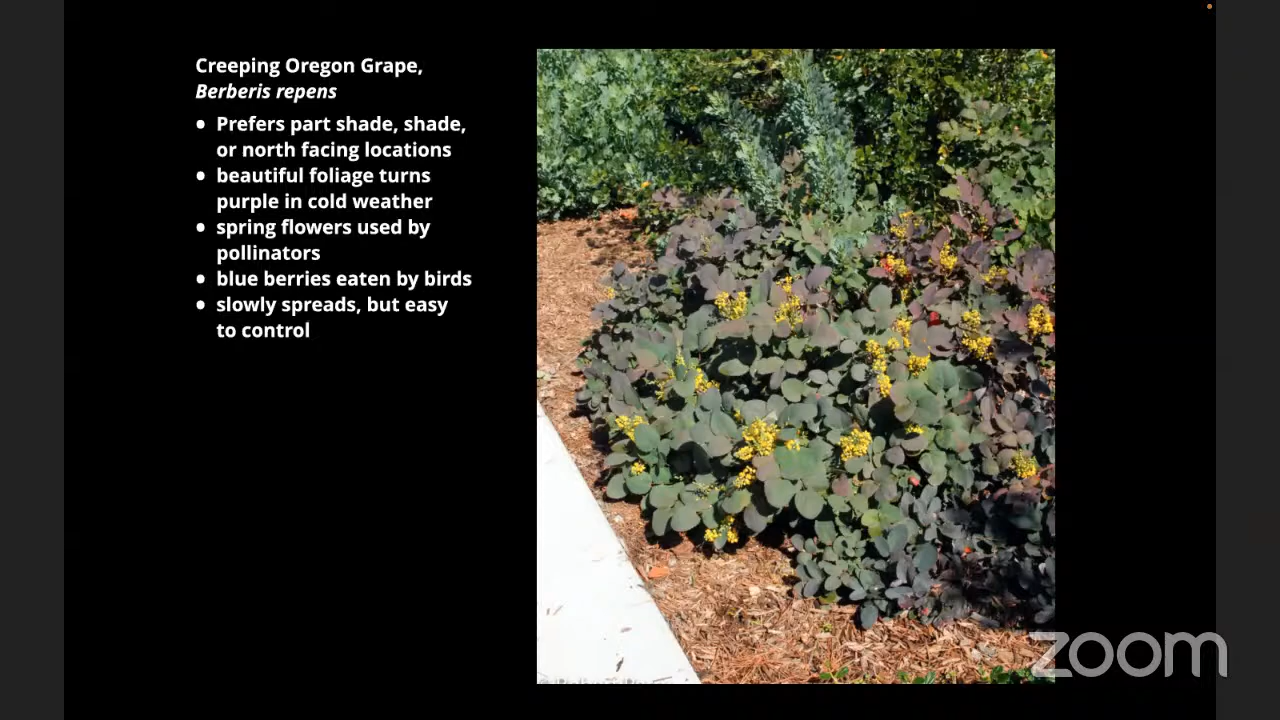 Creeping Oregon Grape,
Berberis repens
• Prefers part shade, shade,
or north facing locations
• beautiful foliage turns
purple in cold weather
• spring flowers used by
pollinators
• blue berries eaten by birds
• slowly spreads, but easy
to control
zoom